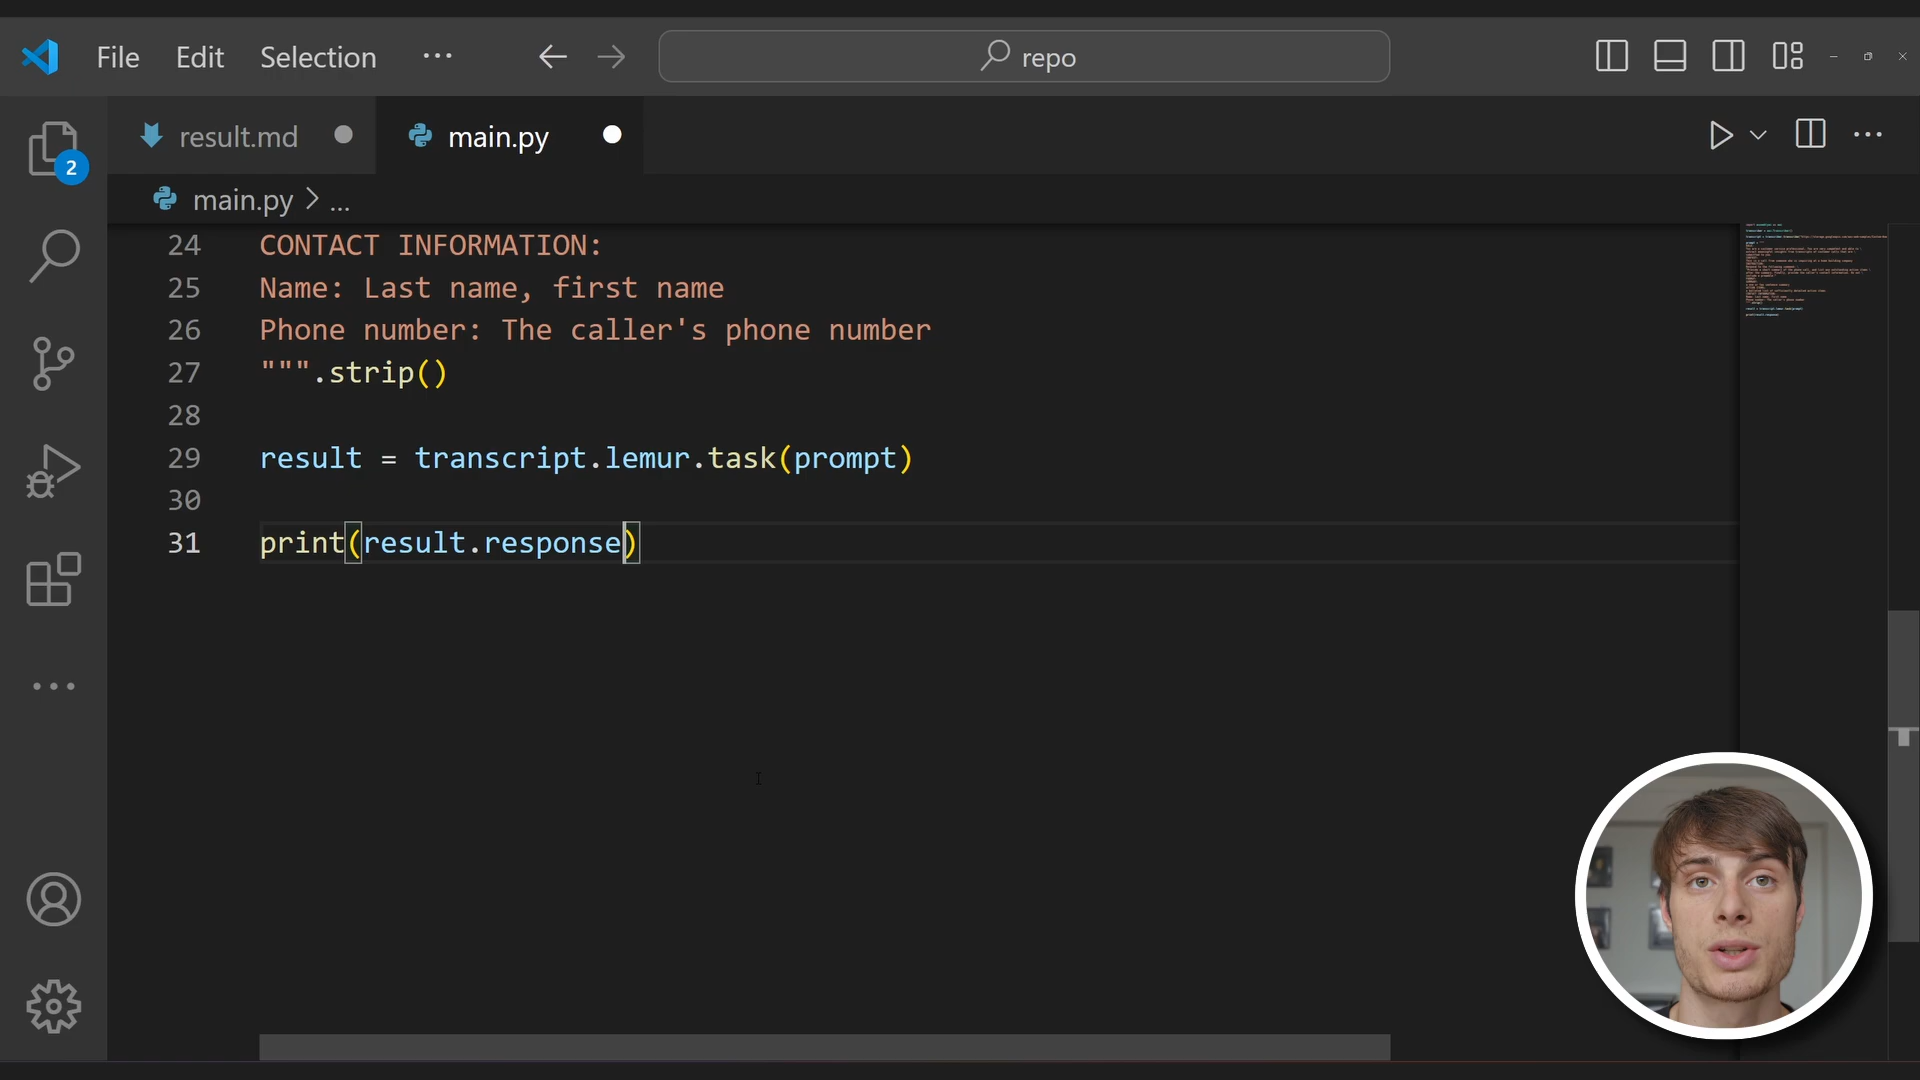 File Edit Selection ... repo
result.md main.py
2
main.py > ...
24 CONTACT INFORMATION:
25 Name: Last name, first name
26 Phone number: The caller's phone number
27 """.strip()
28
29 result = transcript.lemur.task(prompt)
30
31 print(result.response)